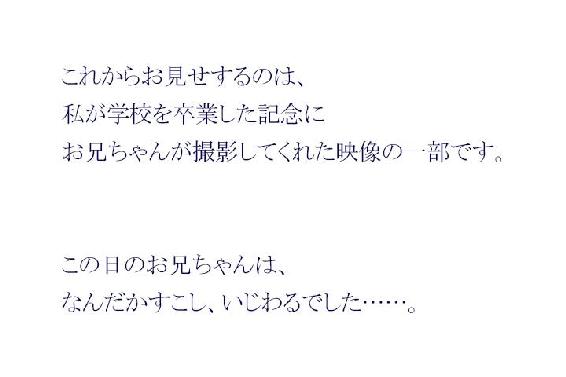 これからお見せするのは、
私が学校を卒業した記念に
お兄ちゃんが撮影してくれた映像の一部です。
この日のお兄ちゃんは、
なんだかすこし、いじわるでした……。